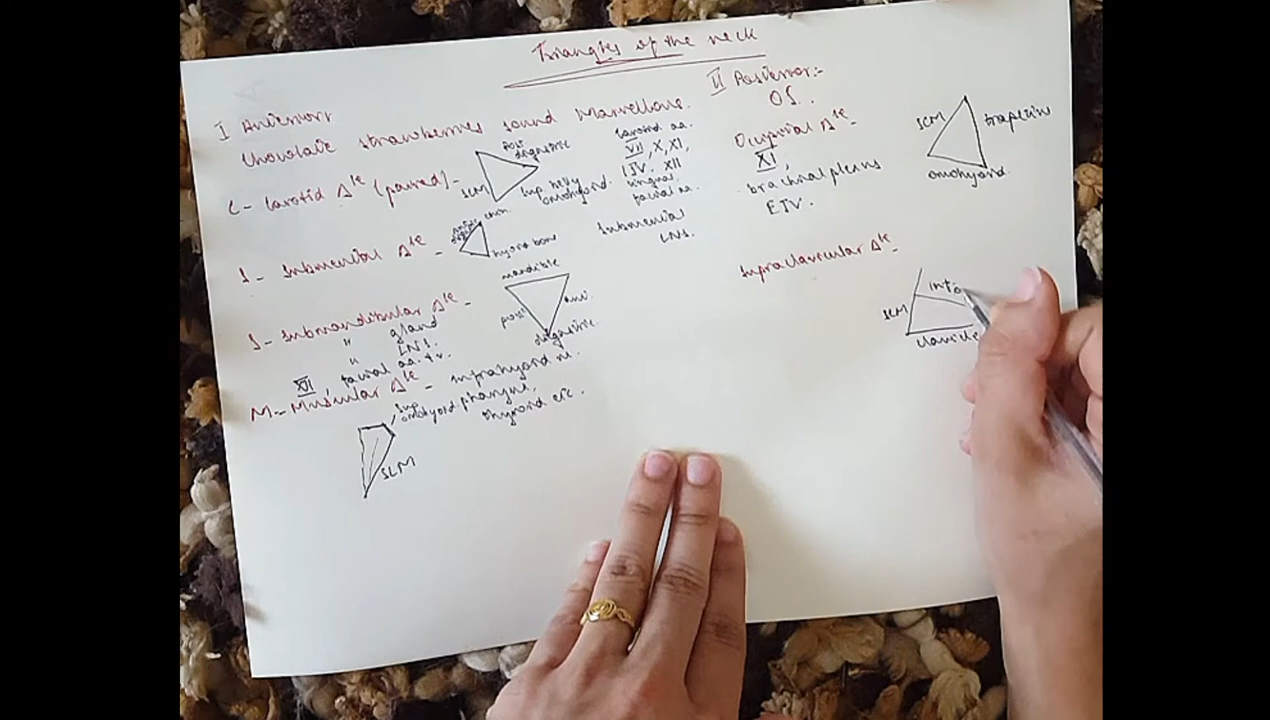 Triangles of the neck
I Anterior
Chocolate strawberries sound Marvellous.
C- Carotid Δle (paired)-
post digastric
SCM
sup belly omohyoid.
carotid aa.
VII, X, XI,
IJV, XII
lingual
facial aa.
S- Submental Δle -
hyoid bone
submental
LNs.
S- Submandibular Δle -
mandible
post
ant.
digastric.
" gland
" LNs.
XII, facial aa. & v.
M- Muscular Δle - infrahyoid m.
pharynx,
thyroid etc.
sup
omohyoid
SCM
II Posterior:-
OS.
Occipital Δle-
XI,
brachial plexus
EJV.
SCM
trapezius
omohyoid.
Supraclavicular Δle-
SCM
clavicle